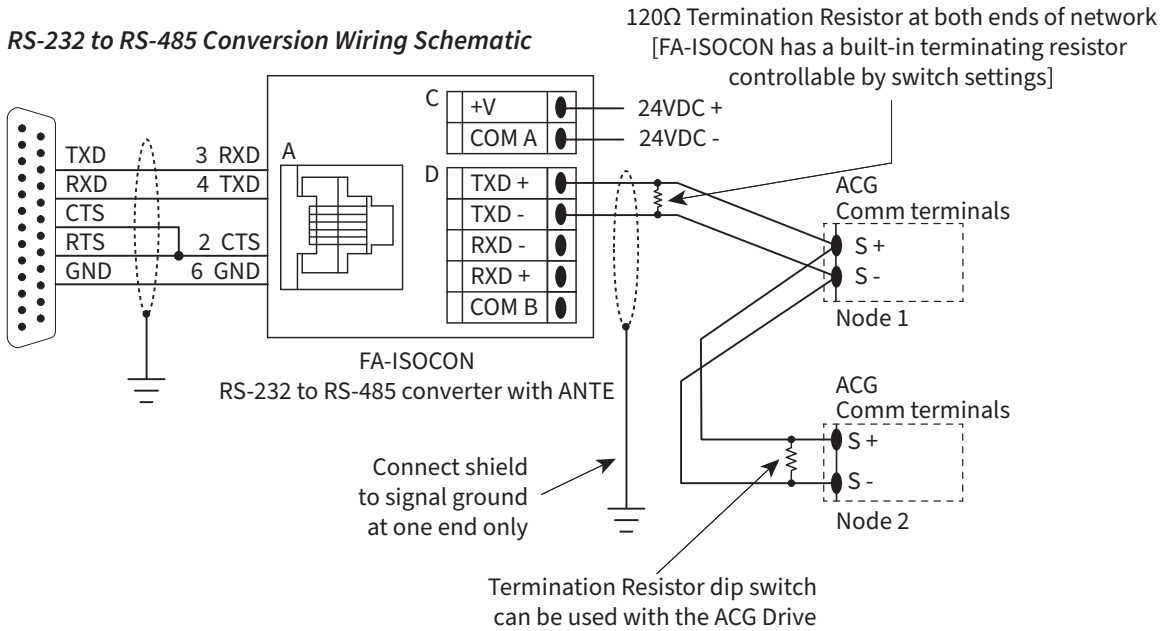 120Ω Termination Resistor at both ends of network
[FA-ISOCON has a built-in terminating resistor
controllable by switch settings]
RS-232 to RS-485 Conversion Wiring Schematic
TXD
RXD
CTS
RTS
GND
3 RXD
4 TXD
2 CTS
6 GND
A
C
+V
COM A
24VDC +
24VDC -
D
TXD +
TXD -
RXD -
RXD +
COM B
FA-ISOCON
RS-232 to RS-485 converter with ANTE
ACG
Comm terminals
S +
S -
Node 1
ACG
Comm terminals
S +
S -
Node 2
Connect shield
to signal ground
at one end only
Termination Resistor dip switch
can be used with the ACG Drive